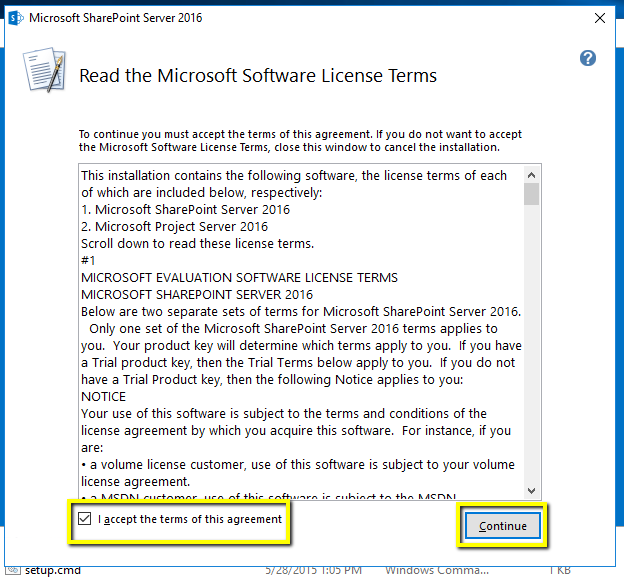 Microsoft SharePoint Server 2016
Read the Microsoft Software License Terms
To continue you must accept the terms of this agreement. If you do not want to accept
the Microsoft Software License Terms, close this window to cancel the installation.
This installation contains the following software, the license terms of each
of which are included below, respectively:
1. Microsoft SharePoint Server 2016
2. Microsoft Project Server 2016
Scroll down to read these license terms.
#1
MICROSOFT EVALUATION SOFTWARE LICENSE TERMS
MICROSOFT SHAREPOINT SERVER 2016
Below are two separate sets of terms for Microsoft SharePoint Server 2016.
Only one set of the Microsoft SharePoint Server 2016 terms applies to
you.  Your product key will determine which terms apply to you.  If you have
a Trial product key, then the Trial Terms below apply to you.  If you do not
have a Trial Product key, then the following Notice applies to you:
NOTICE
Your use of this software is subject to the terms and conditions of the
license agreement by which you acquire this software.  For instance, if you
are:
• a volume license customer, use of this software is subject to your volume
license agreement.
• a MSDN customer, use of this software is subject to the MSDN
I accept the terms of this agreement
Continue
setup.cmd 5/28/2015 1:05 PM Windows Comma... 1 KB